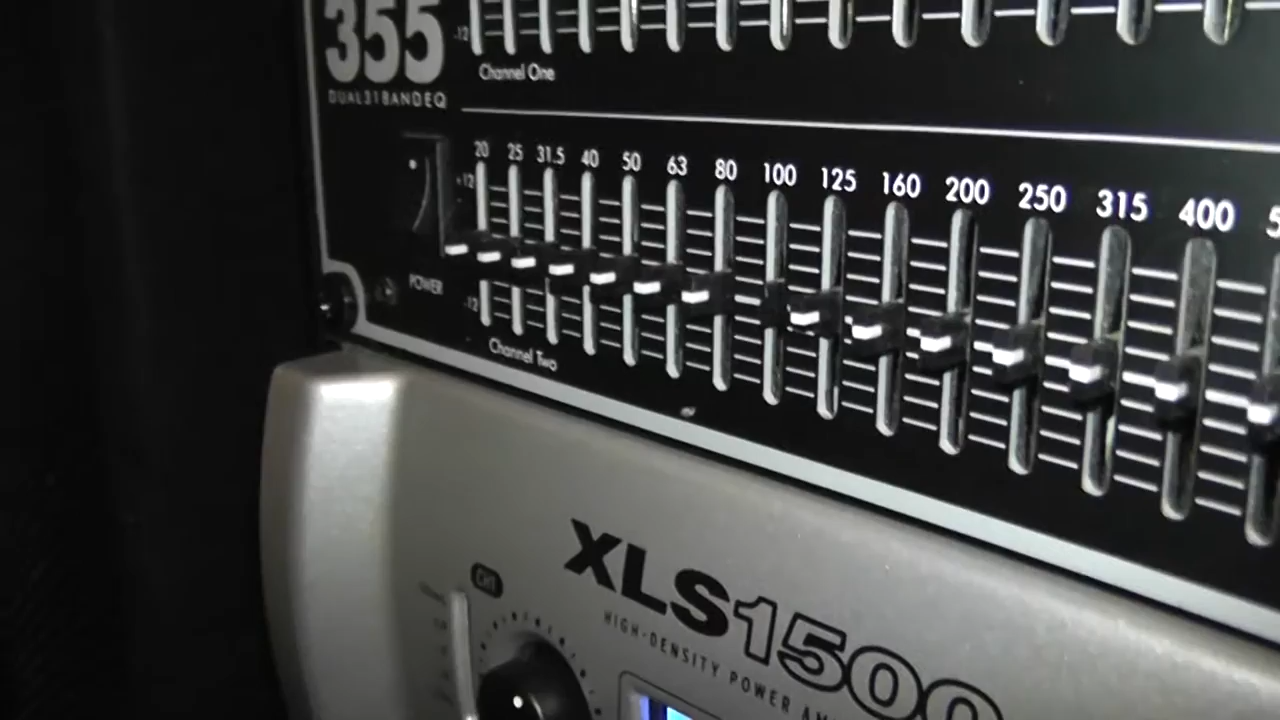 355
-12
Channel One
DUAL31BANDEQ
20 25 31.5 40 50 63 80 100 125 160 200 250 315 400
+12
POWER
-12
Channel Two
XLS1500
CH1
HIGH-DENSITY POWER